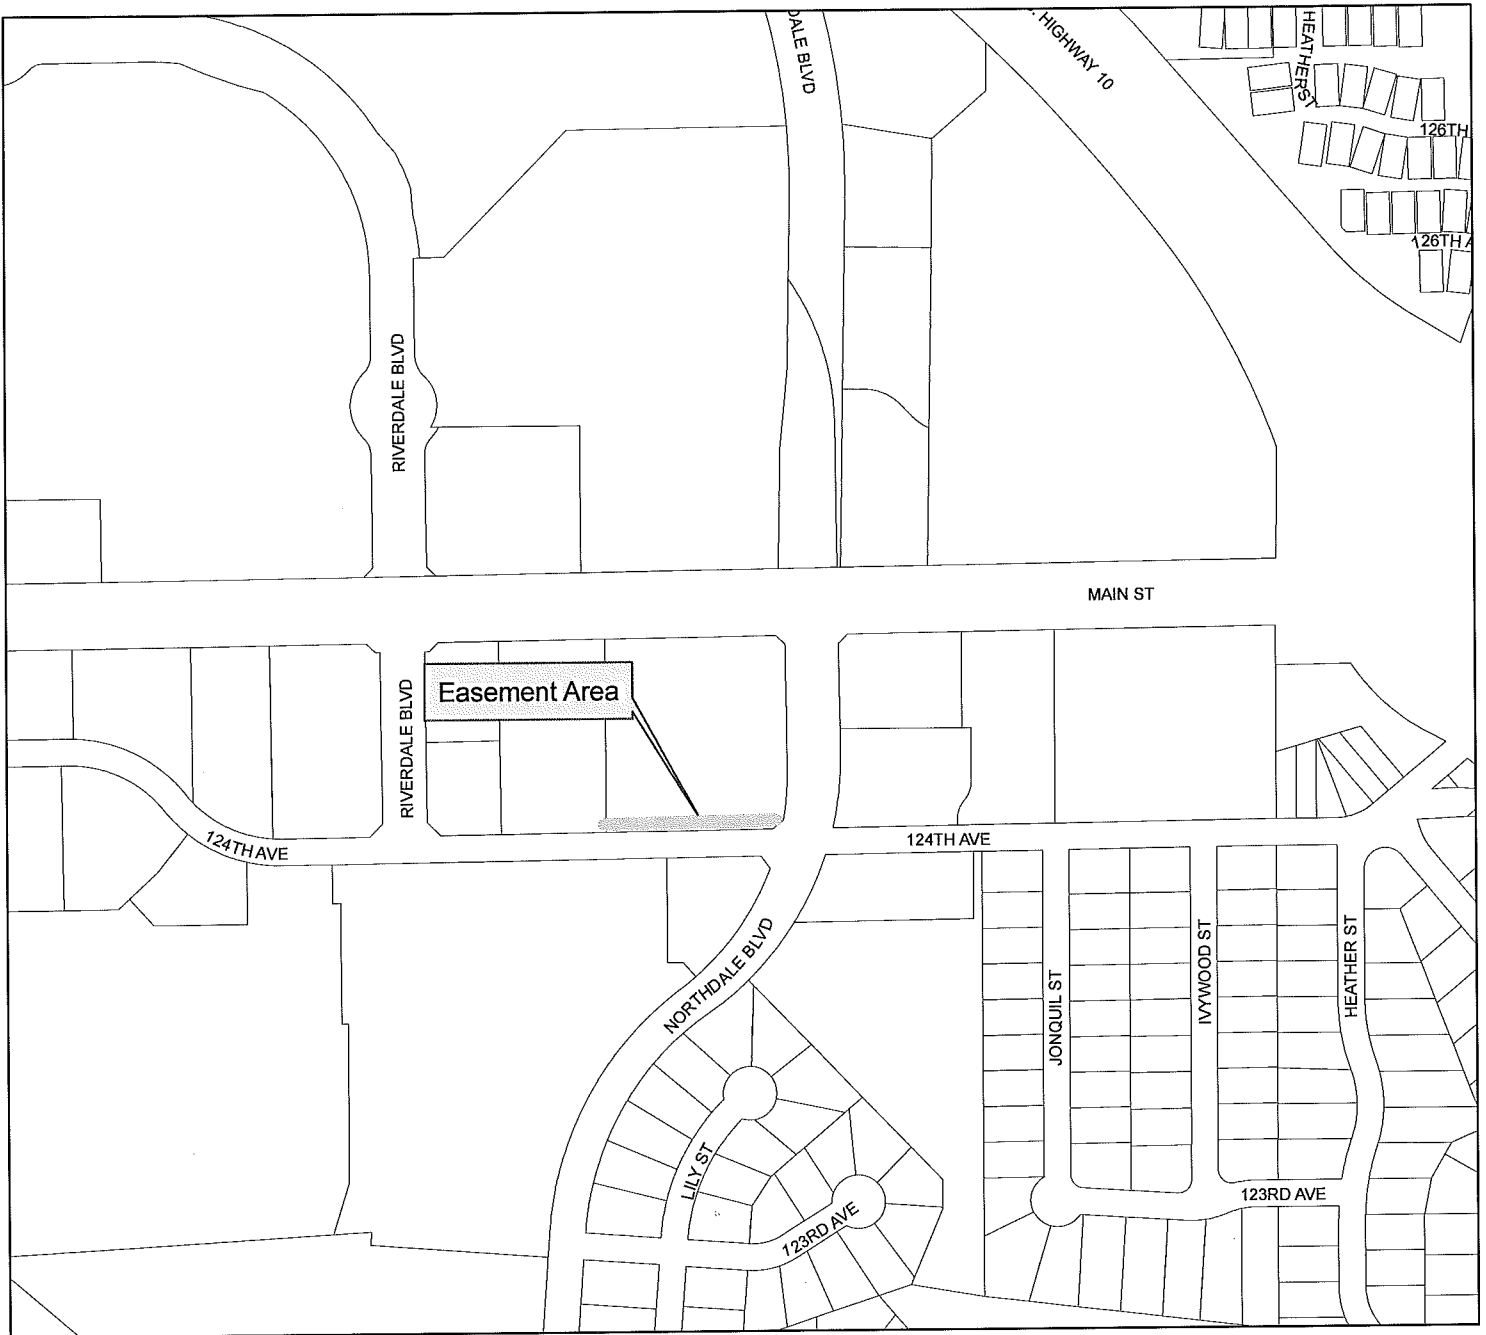 DALE BLVD
. HIGHWAY 10
HEATHER ST
126TH
126TH A
RIVERDALE BLVD
MAIN ST
Easement Area
RIVERDALE BLVD
124TH AVE
124TH AVE
NORTHDALE BLVD
JONQUIL ST
IVYWOOD ST
HEATHER ST
LILY ST
123RD AVE
123RD AVE